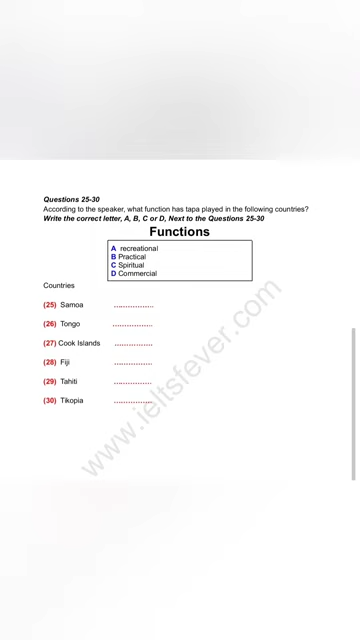 Questions 25-30
According to the speaker, what function has tapa played in the following countries?
Write the correct letter, A, B, C or D, Next to the Questions 25-30
Functions
A recreational
B Practical
C Spiritual
D Commercial
Countries
(25) Samoa ................
(26) Tongo ................
(27) Cook Islands ................
(28) Fiji ................
(29) Tahiti ................
(30) Tikopia ................
www.ieltsfever.com